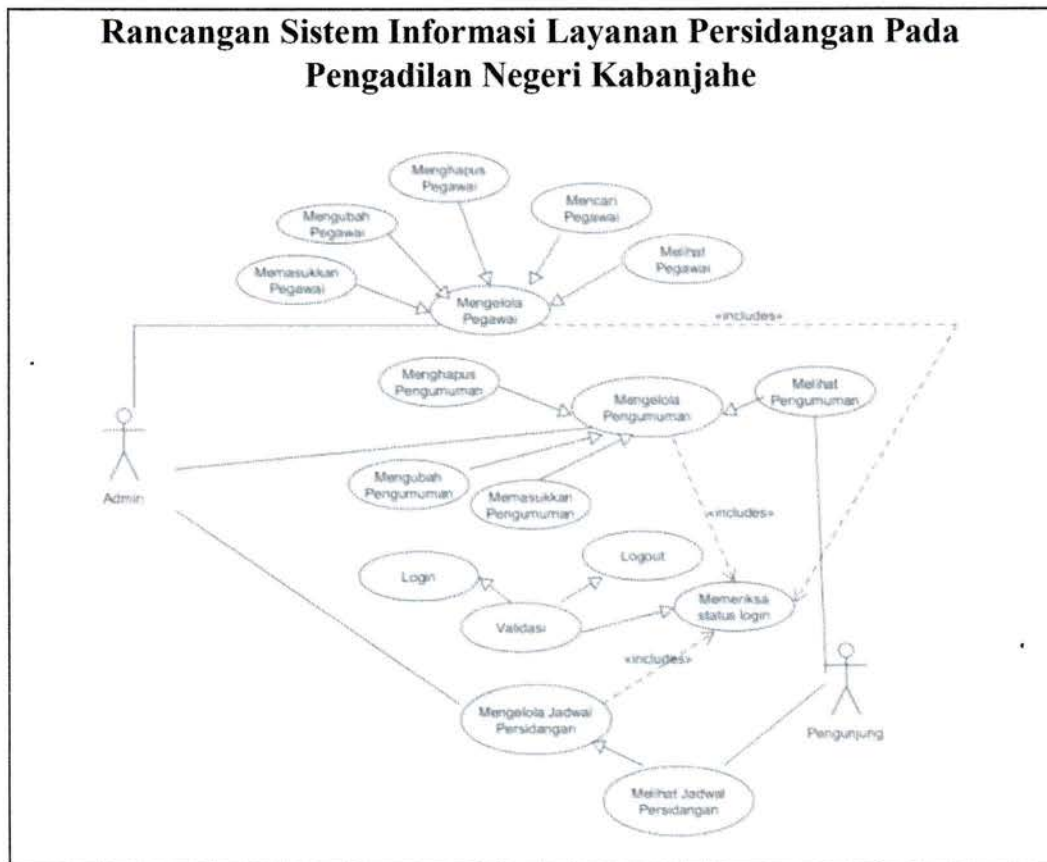 Rancangan Sistem Informasi Layanan Persidangan Pada
Pengadilan Negeri Kabanjahe
Menghapus
Pegawai
Mencari
Pegawai
Mengubah
Pegawai
Melihat
Pegawai
Memasukkan
Pegawai
Mengelola
Pegawai
«includes»
Menghapus
Pengumuman
Mengelola
Pengumuman
Melihat
Pengumuman
Admin
Mengubah
Pengumuman
Memasukkan
Pengumuman
«includes»
Login
Logout
Validasi
Memeriksa
status login
«includes»
Mengelola Jadwal
Persidangan
Pengunjung
Melihat Jadwal
Persidangan